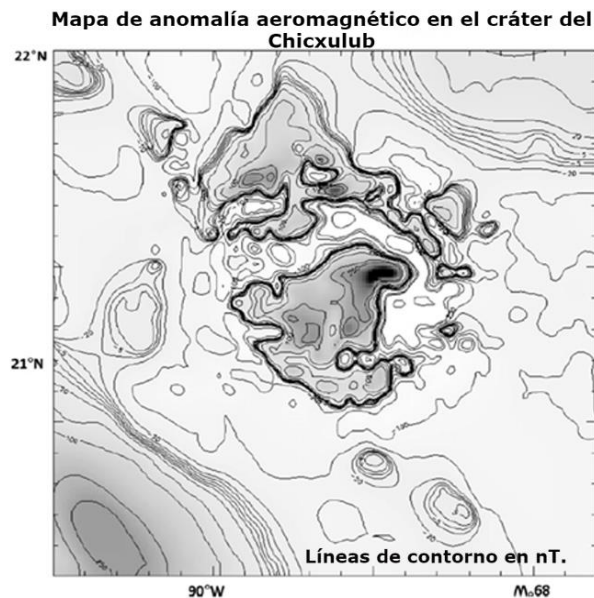 Mapa de anomalía aeromagnético en el cráter del
Chicxulub
22°N
21°N
Líneas de contorno en nT.
90°W